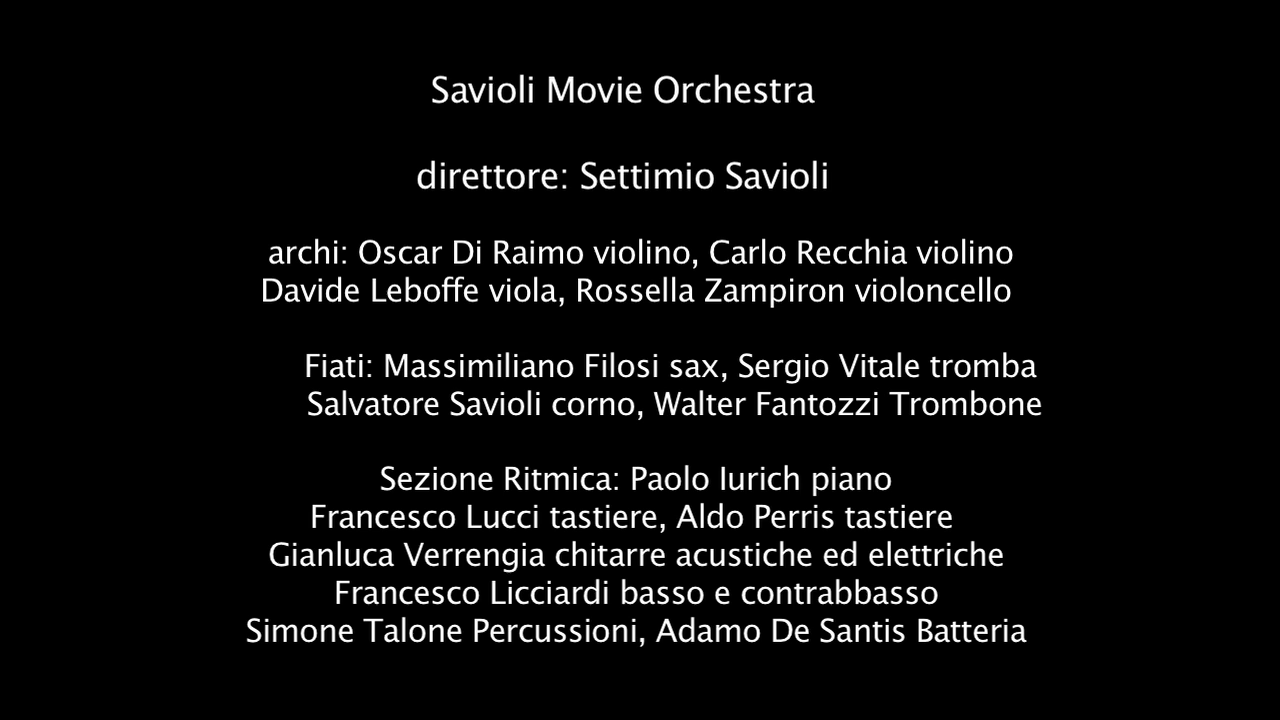 Savioli Movie Orchestra
direttore: Settimio Savioli
archi: Oscar Di Raimo violino, Carlo Recchia violino
Davide Leboffe viola, Rossella Zampiron violoncello
Fiati: Massimiliano Filosi sax, Sergio Vitale tromba
Salvatore Savioli corno, Walter Fantozzi Trombone
Sezione Ritmica: Paolo Iurich piano
Francesco Lucci tastiere, Aldo Perris tastiere
Gianluca Verrengia chitarre acustiche ed elettriche
Francesco Licciardi basso e contrabbasso
Simone Talone Percussioni, Adamo De Santis Batteria